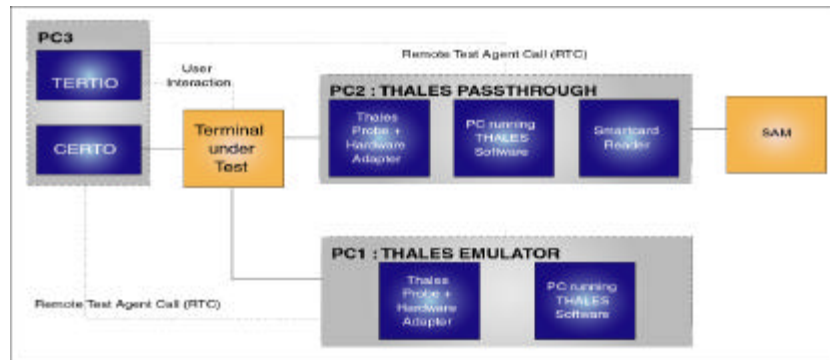 PC3
TERTIO
CERTO
User
Interaction
Remote Test Agent Call (RTC)
Terminal
under
Test
PC2 : THALES PASSTHROUGH
Thales
Probe +
Hardware
Adapter
PC running
THALES
Software
Smartcard
Reader
SAM
PC1 : THALES EMULATOR
Thales
Probe +
Hardware
Adapter
PC running
THALES
Software
Remote Test Agent Call (RTC)